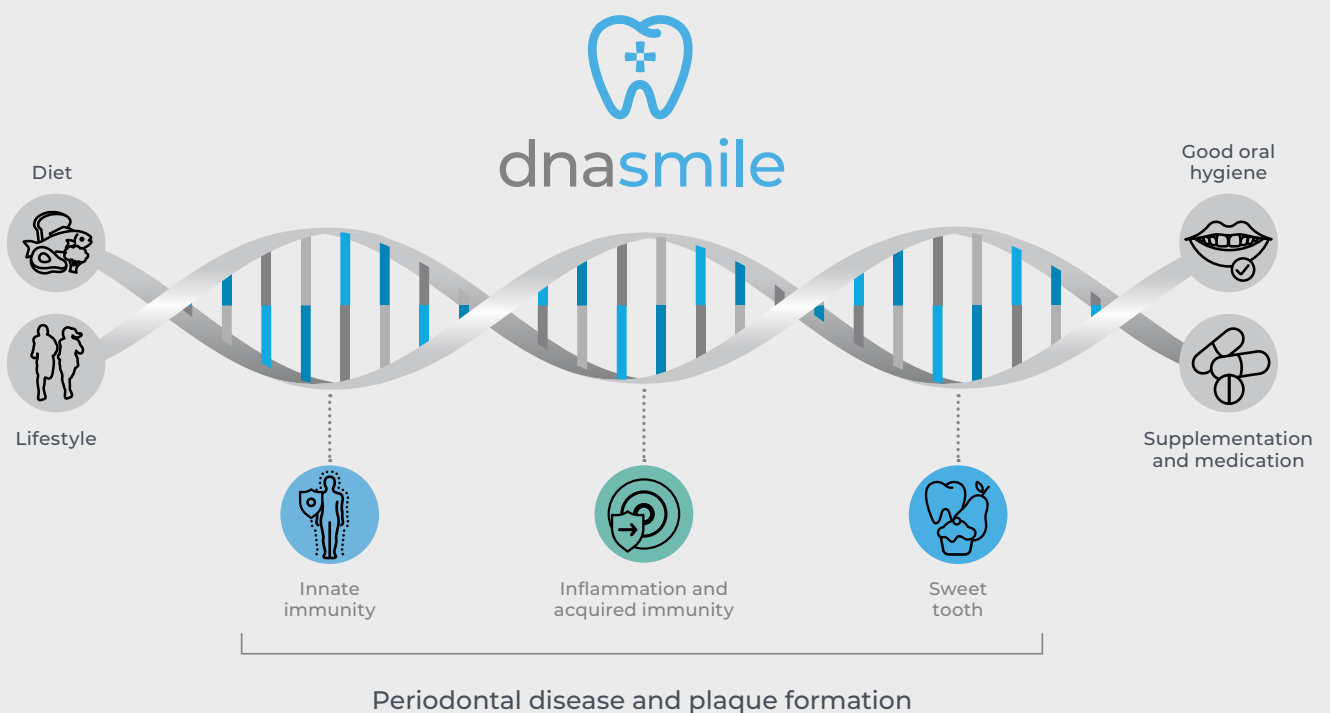 dnasmile
Diet
Good oral
hygiene
Lifestyle
Supplementation
and medication
Innate
immunity
Inflammation and
acquired immunity
Sweet
tooth
Periodontal disease and plaque formation